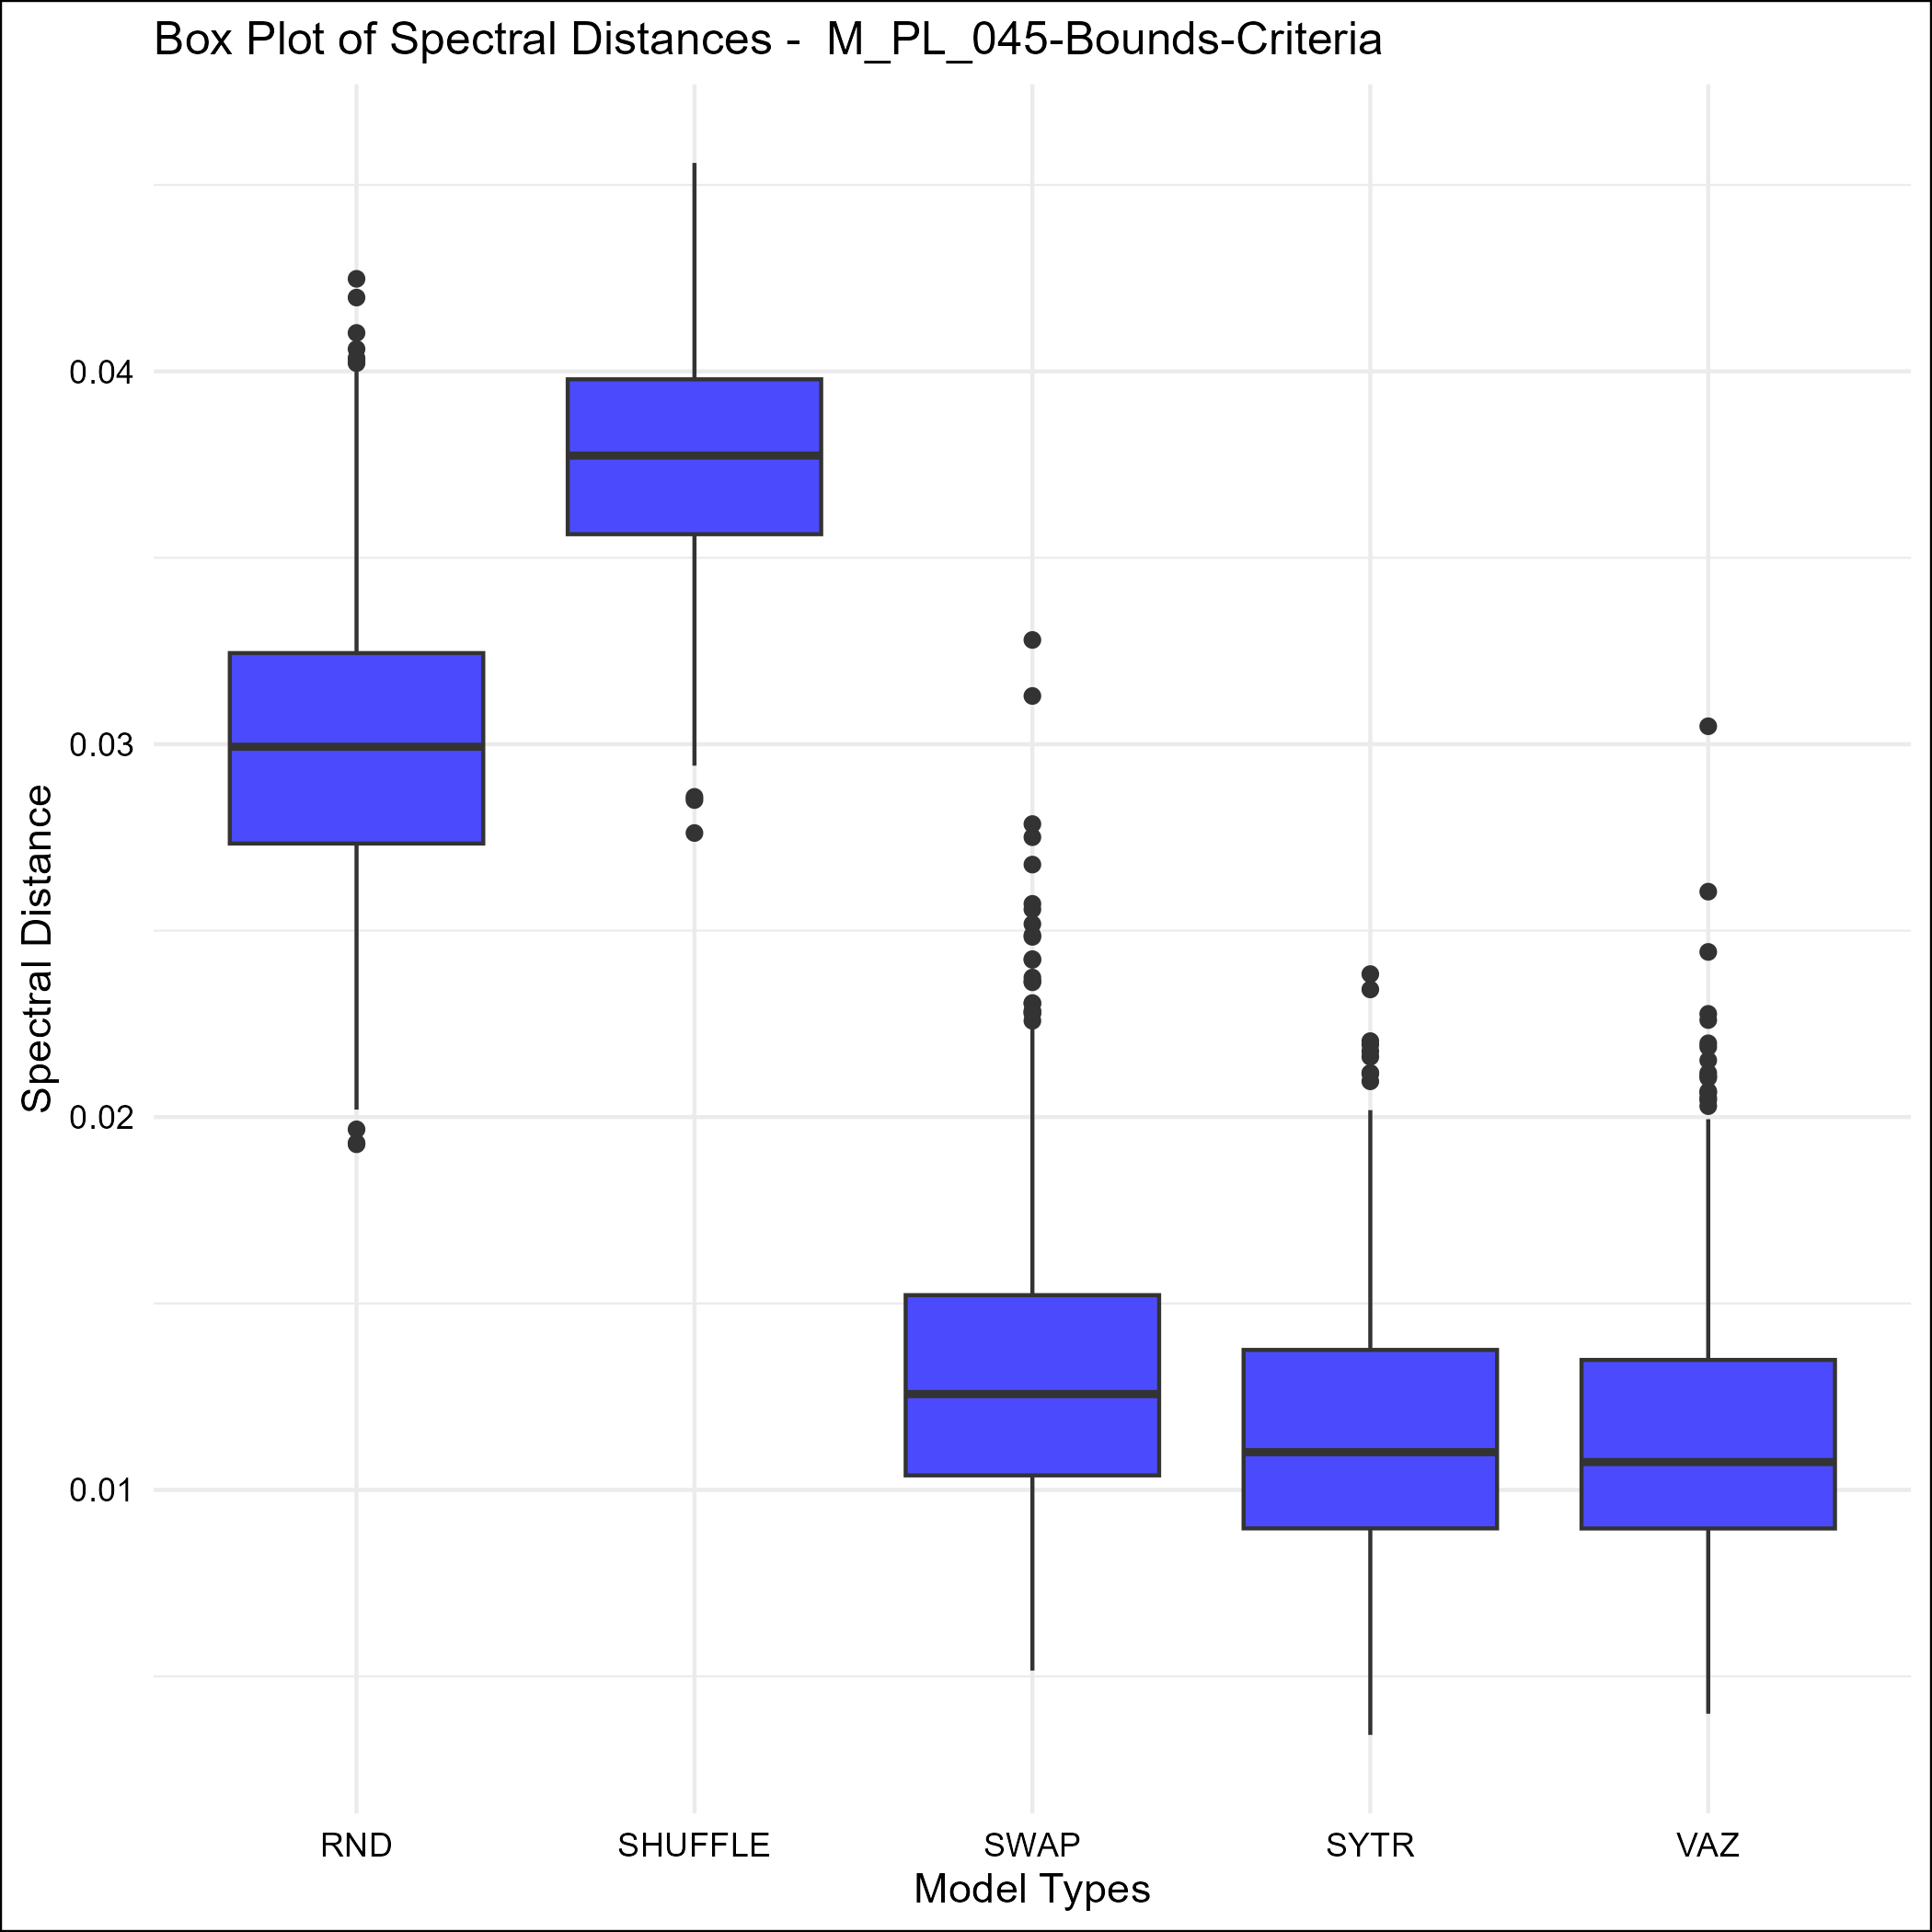 Box Plot of Spectral Distances -  M_PL_045-Bounds-Criteria
Spectral Distance
0.04
0.03
0.02
0.01
RND SHUFFLE SWAP SYTR VAZ
Model Types